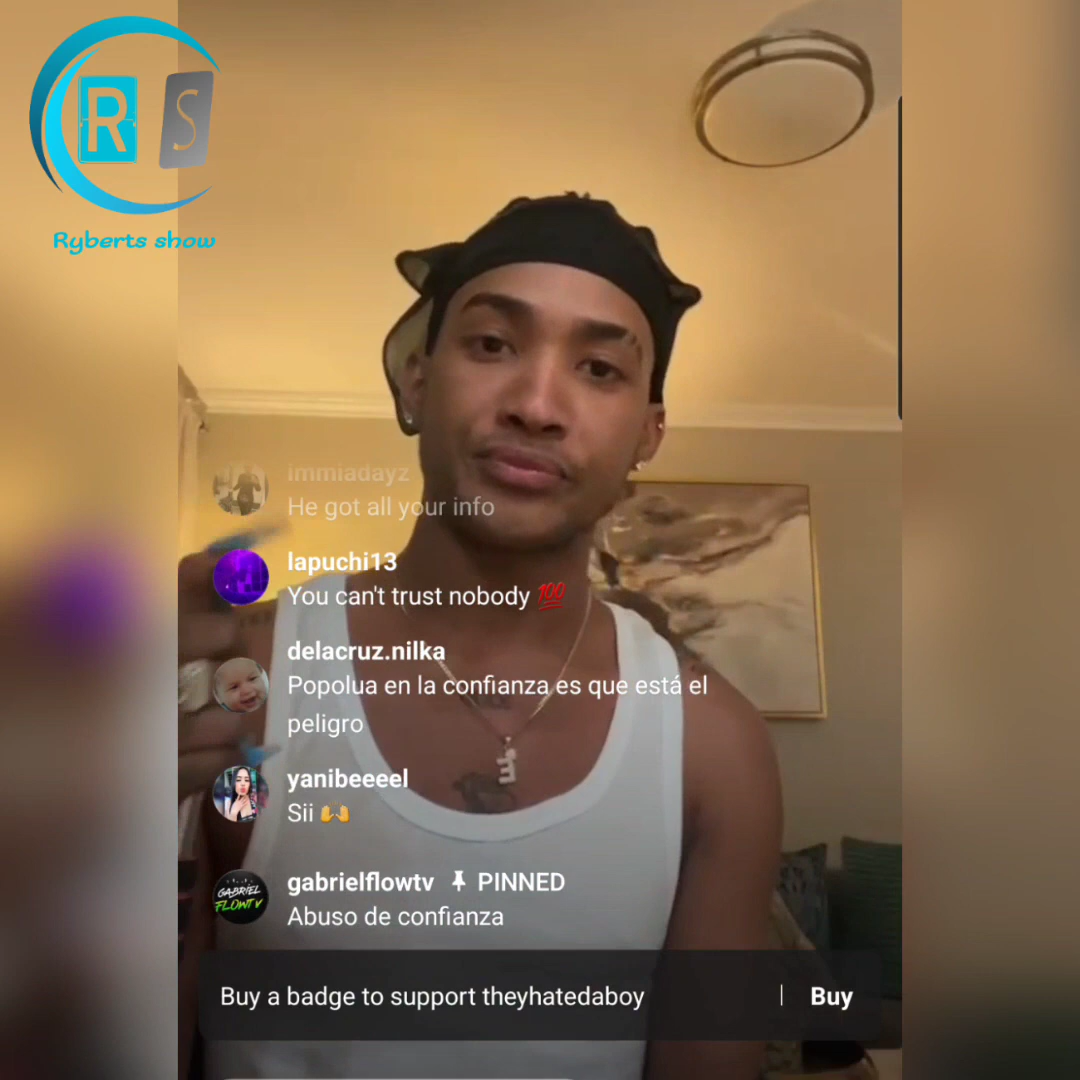 R S
Ryberts show
immiadayz
He got all your info
lapuchi13
You can't trust nobody 💯
delacruz.nilka
Popolua en la confianza es que está el
peligro
yanibeeeel
Sii 🙌
gabrielflowtv 📌 PINNED
Abuso de confianza
GABRIEL
FLOWTV
Buy a badge to support theyhatedaboy | Buy